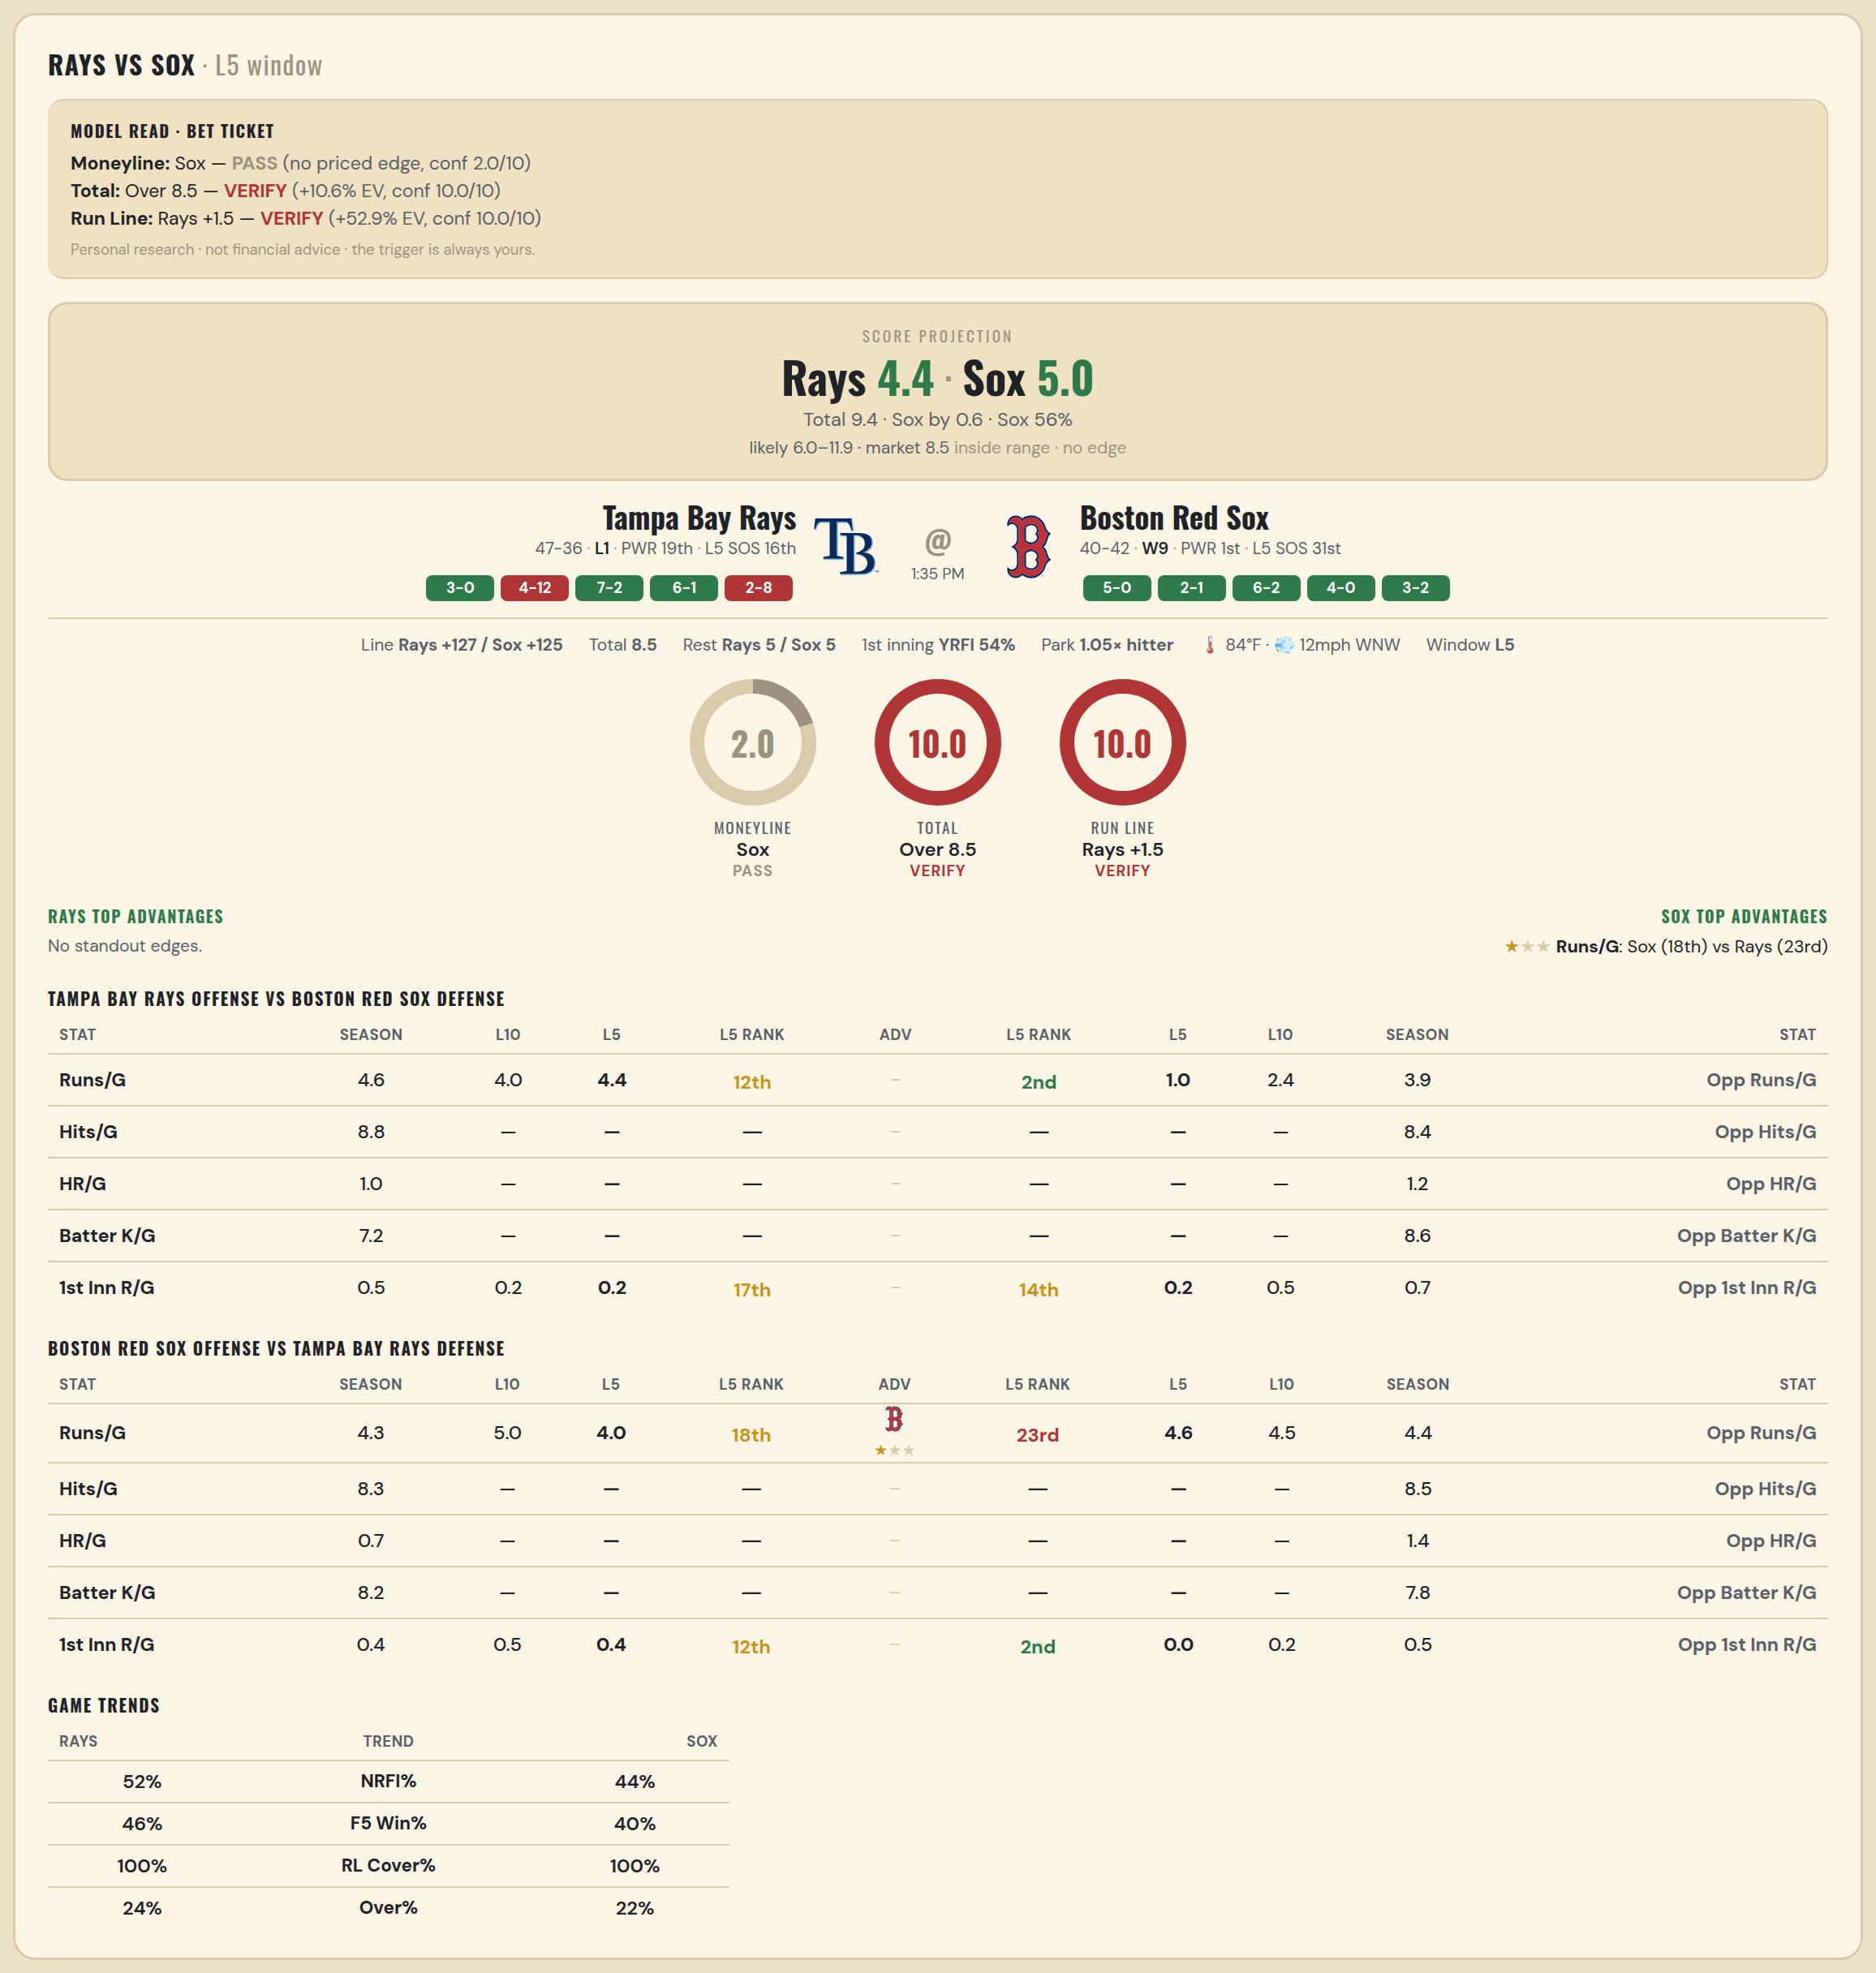 RAYS VS SOX · L5 window
MODEL READ · BET TICKET
Moneyline: Sox — PASS (no priced edge, conf 2.0/10)
Total: Over 8.5 — VERIFY (+10.6% EV, conf 10.0/10)
Run Line: Rays +1.5 — VERIFY (+52.9% EV, conf 10.0/10)
Personal research · not financial advice · the trigger is always yours.
SCORE PROJECTION
Rays 4.4 · Sox 5.0
Total 9.4 · Sox by 0.6 · Sox 56%
likely 6.0–11.9 · market 8.5 inside range · no edge
Tampa Bay Rays
47-36 · L1 · PWR 19th · L5 SOS 16th
3-0 4-12 7-2 6-1 2-8
TB
@
1:35 PM
B
Boston Red Sox
40-42 · W9 · PWR 1st · L5 SOS 31st
5-0 2-1 6-2 4-0 3-2
Line Rays +127 / Sox +125 Total 8.5 Rest Rays 5 / Sox 5 1st inning YRFI 54% Park 1.05× hitter 🌡️ 84°F · 💨 12mph WNW Window L5
2.0 10.0 10.0
MONEYLINE TOTAL RUN LINE
Sox Over 8.5 Rays +1.5
PASS VERIFY VERIFY
RAYS TOP ADVANTAGES
No standout edges.
SOX TOP ADVANTAGES
★★★ Runs/G: Sox (18th) vs Rays (23rd)
TAMPA BAY RAYS OFFENSE VS BOSTON RED SOX DEFENSE
STAT SEASON L10 L5 L5 RANK ADV L5 RANK L5 L10 SEASON STAT
Runs/G 4.6 4.0 4.4 12th — 2nd 1.0 2.4 3.9 Opp Runs/G
Hits/G 8.8 — — — — — — — 8.4 Opp Hits/G
HR/G 1.0 — — — — — — — 1.2 Opp HR/G
Batter K/G 7.2 — — — — — — — 8.6 Opp Batter K/G
1st Inn R/G 0.5 0.2 0.2 17th — 14th 0.2 0.5 0.7 Opp 1st Inn R/G
BOSTON RED SOX OFFENSE VS TAMPA BAY RAYS DEFENSE
STAT SEASON L10 L5 L5 RANK ADV L5 RANK L5 L10 SEASON STAT
Runs/G 4.3 5.0 4.0 18th B ★★★ 23rd 4.6 4.5 4.4 Opp Runs/G
Hits/G 8.3 — — — — — — — 8.5 Opp Hits/G
HR/G 0.7 — — — — — — — 1.4 Opp HR/G
Batter K/G 8.2 — — — — — — — 7.8 Opp Batter K/G
1st Inn R/G 0.4 0.5 0.4 12th — 2nd 0.0 0.2 0.5 Opp 1st Inn R/G
GAME TRENDS
RAYS TREND SOX
52% NRFI% 44%
46% F5 Win% 40%
100% RL Cover% 100%
24% Over% 22%